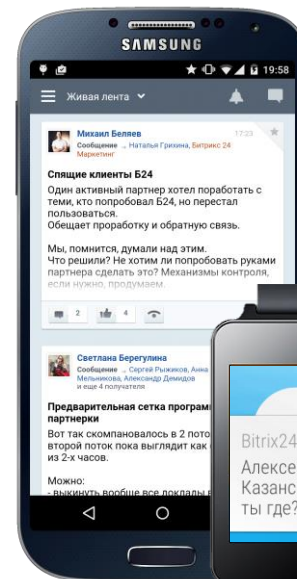 SAMSUNG
19:58
Живая лента
Михаил Беляев
17:23
Сообщение → Наталья Грихина, Битрикс 24
Маркетинг
Спящие клиенты Б24
Один активный партнер хотел поработать с
теми, кто попробовал Б24, но перестал
пользоваться.
Обещает проработку и обратную связь.
Мы, помнится, думали над этим.
Что решили? Не хотим ли попробовать руками
партнера сделать это? Механизмы контроля,
если нужно, продумаем.
2
4
Светлана Берегулина
Сообщение → Сергей Рыжиков, Анна
Мельникова, Александр Демидов
и еще 4 получателя
Предварительная сетка програм
партнерки
Вот так скомпановалось в 2 пото
второй поток пока выглядит как
из 2-х часов.
Можно:
- выкинуть вообще все доклады в
Bitrix24
Алексе
Казанс
ты где?